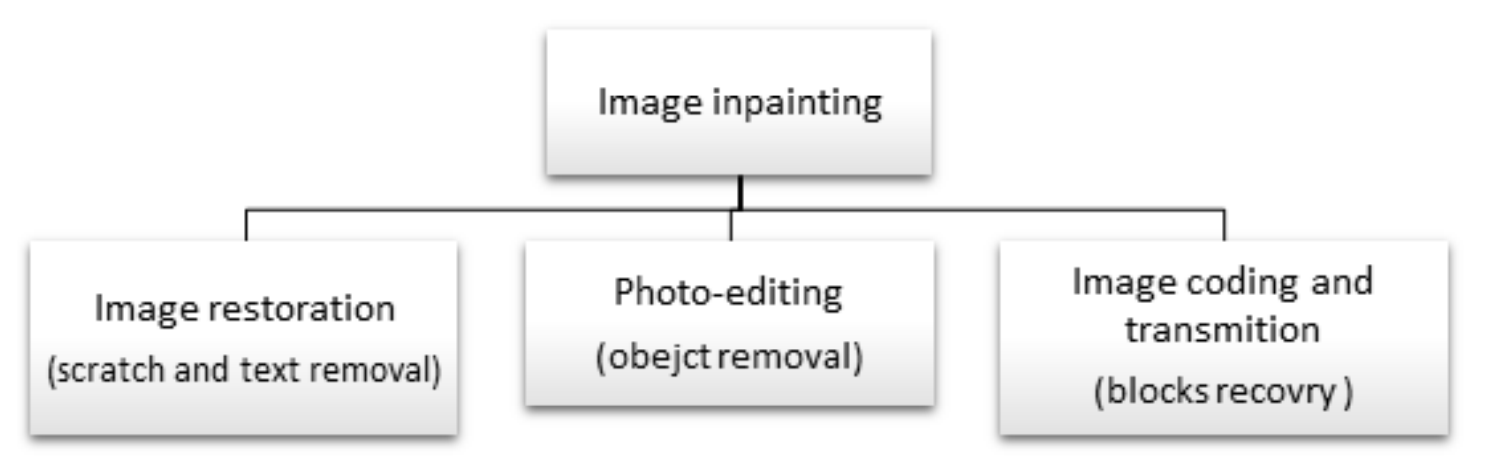 Image inpainting
Image restoration
(scratch and text removal)
Photo-editing
(obejct removal)
Image coding and
transmition
(blocks recovry )